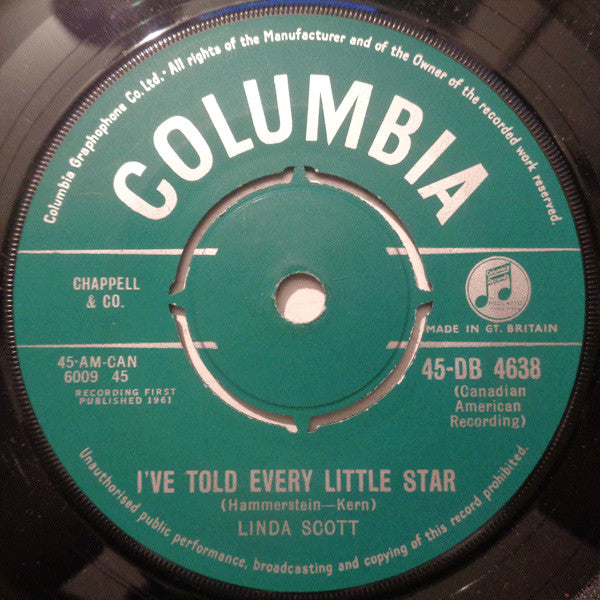 Columbia Graphophone Co. Ltd. · All rights of the Manufacturer and of the Owner of the recorded work reserved.
COLUMBIA
CHAPPELL
& CO.
Columbia
Records
MADE IN GT. BRITAIN
45-AM-CAN
6009 45
RECORDING FIRST
PUBLISHED 1961
45-DB 4638
(Canadian
American
Recording)
I'VE TOLD EVERY LITTLE STAR
(Hammerstein—Kern)
LINDA SCOTT
Unauthorised public performance, broadcasting and copying of this record prohibited.